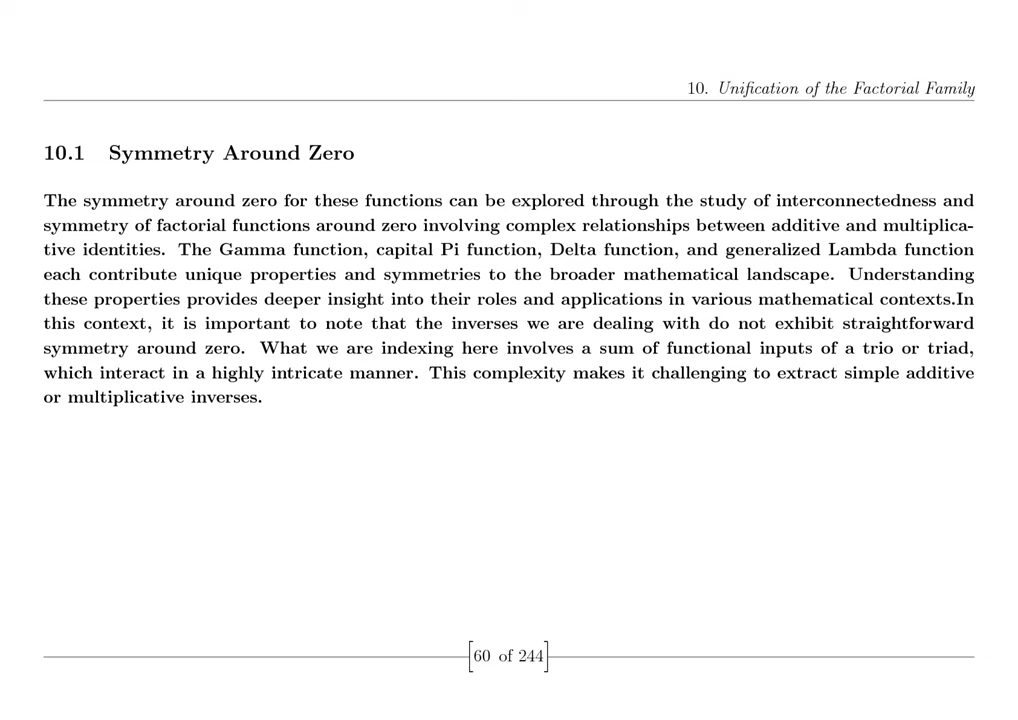 10. Unification of the Factorial Family
10.1 Symmetry Around Zero
The symmetry around zero for these functions can be explored through the study of interconnectedness and
symmetry of factorial functions around zero involving complex relationships between additive and multiplica-
tive identities. The Gamma function, capital Pi function, Delta function, and generalized Lambda function
each contribute unique properties and symmetries to the broader mathematical landscape. Understanding
these properties provides deeper insight into their roles and applications in various mathematical contexts.In
this context, it is important to note that the inverses we are dealing with do not exhibit straightforward
symmetry around zero. What we are indexing here involves a sum of functional inputs of a trio or triad,
which interact in a highly intricate manner. This complexity makes it challenging to extract simple additive
or multiplicative inverses.
[60 of 244]